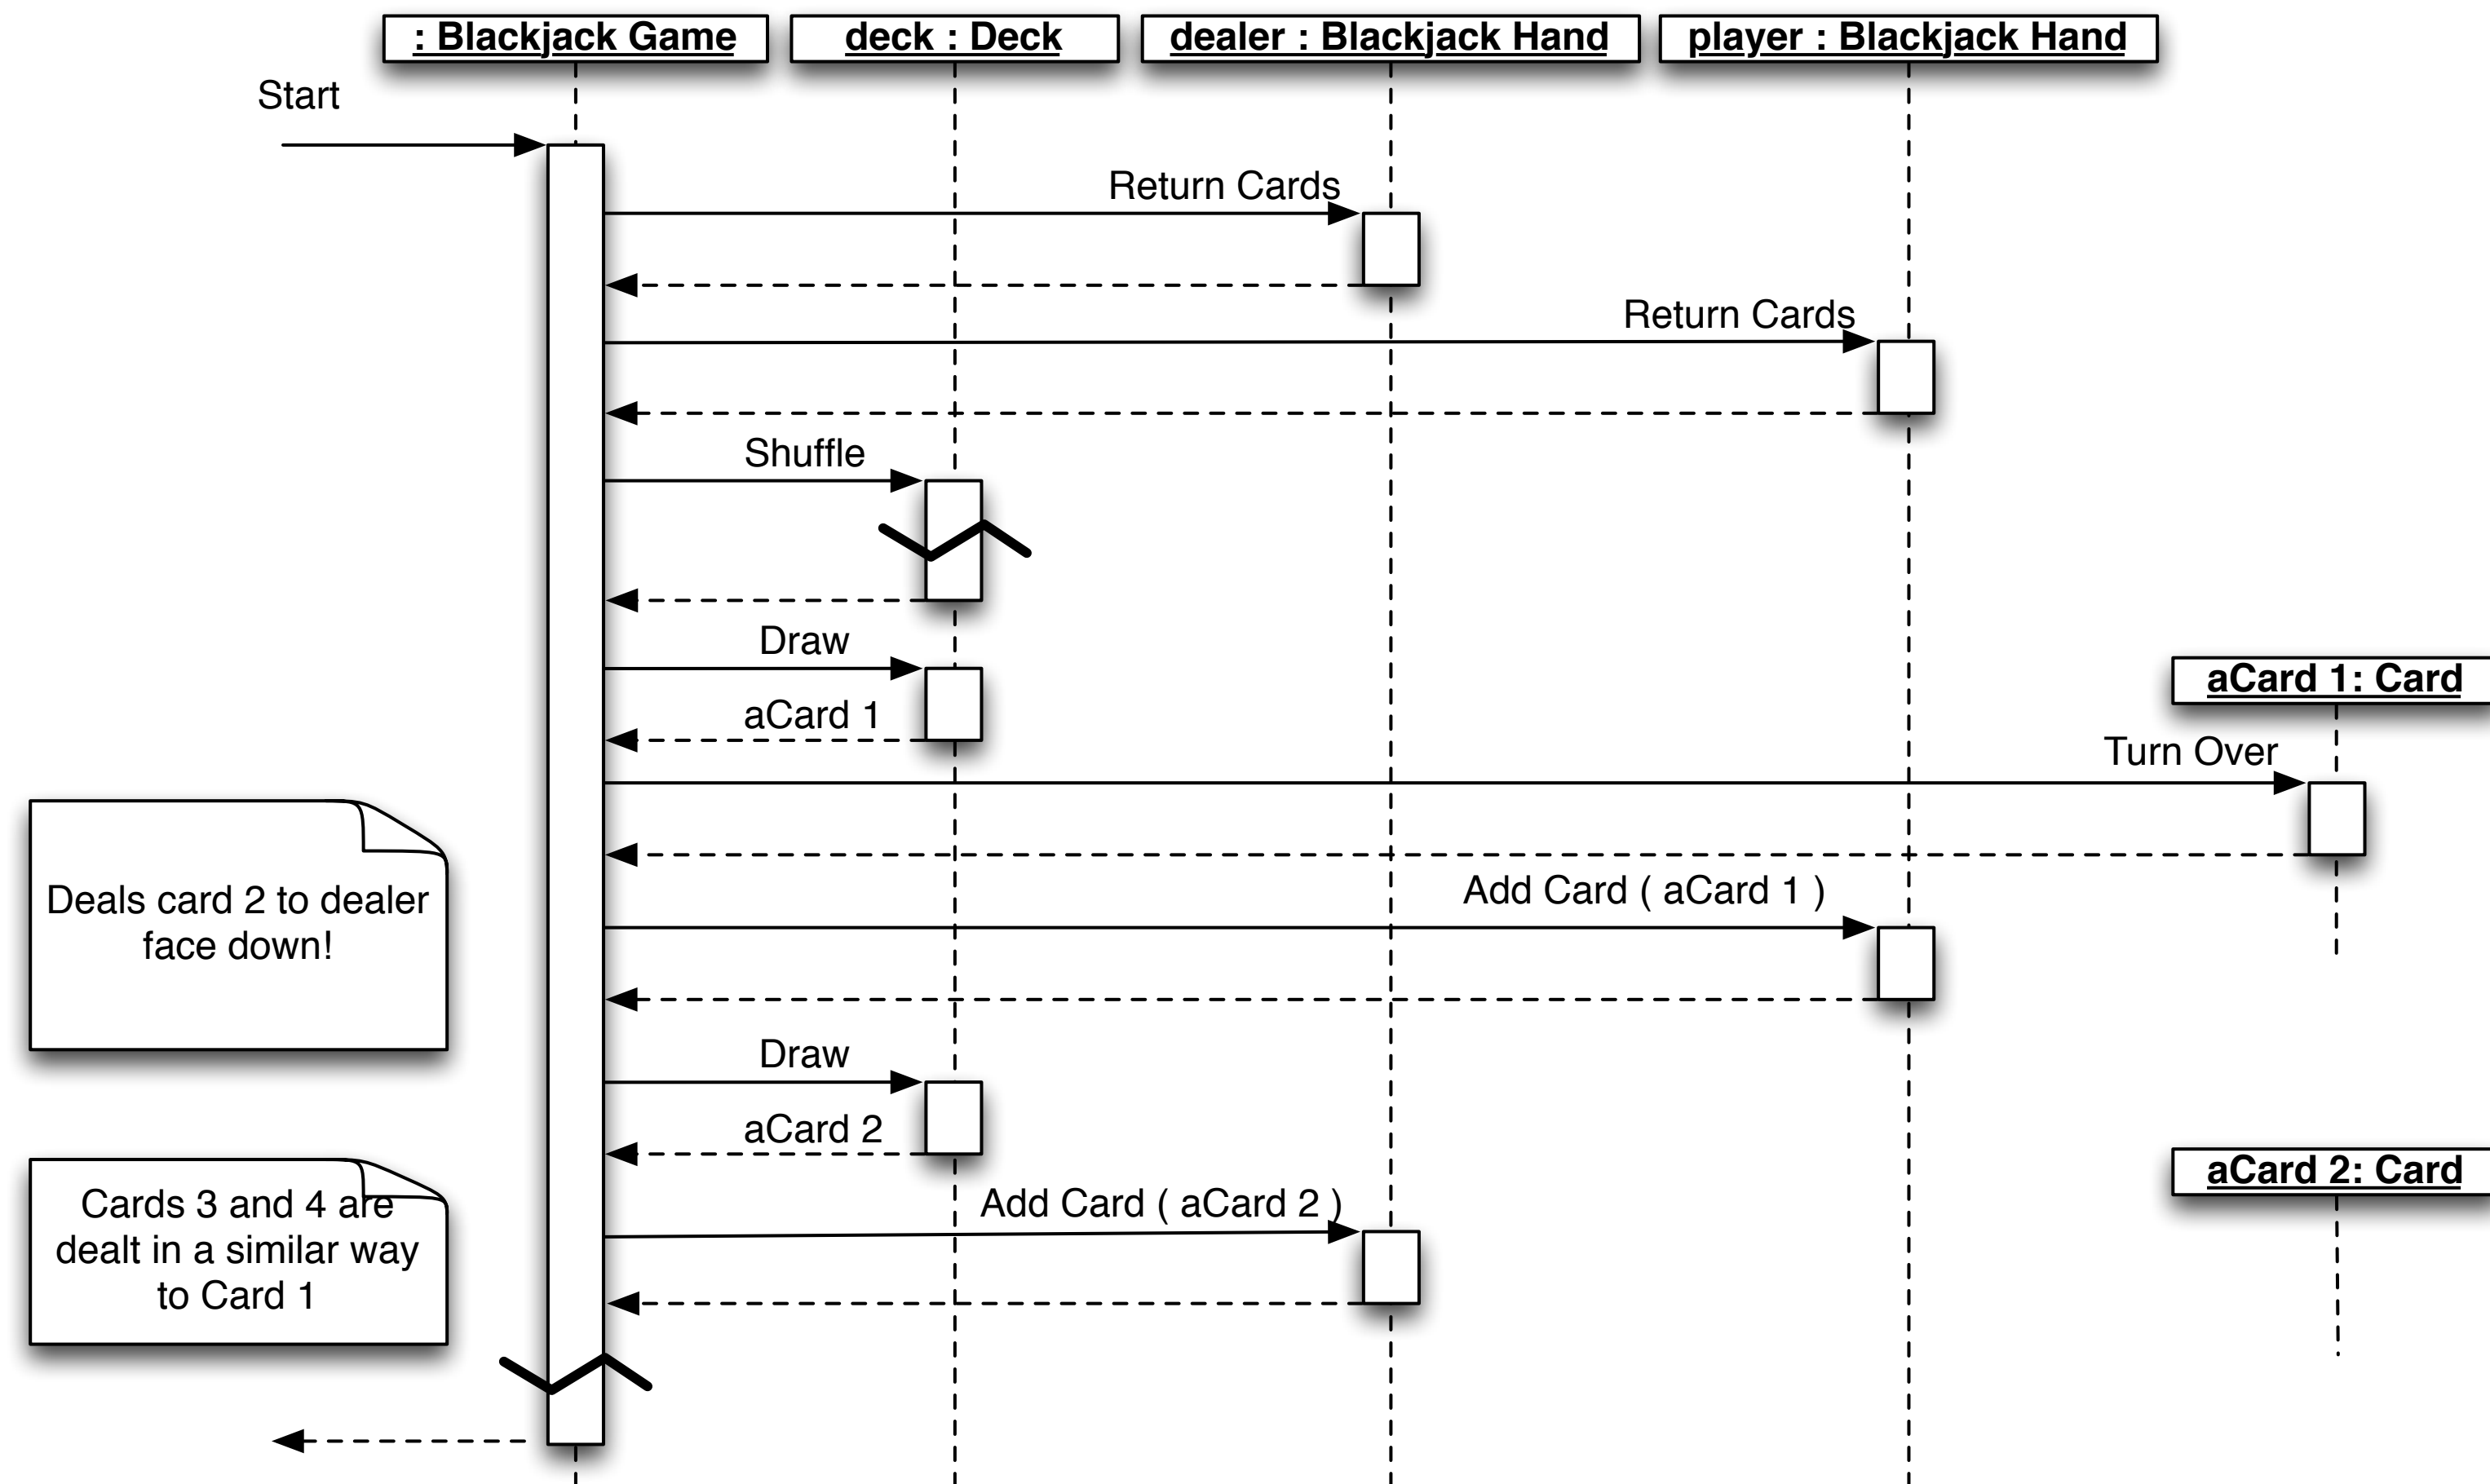 : Blackjack Game
deck : Deck
dealer : Blackjack Hand
player : Blackjack Hand
Start
Return Cards
Return Cards
Shuffle
Draw
aCard 1: Card
aCard 1
Turn Over
Deals card 2 to dealer
face down!
Add Card ( aCard 1 )
Draw
aCard 2
aCard 2: Card
Cards 3 and 4 are
dealt in a similar way
to Card 1
Add Card ( aCard 2 )